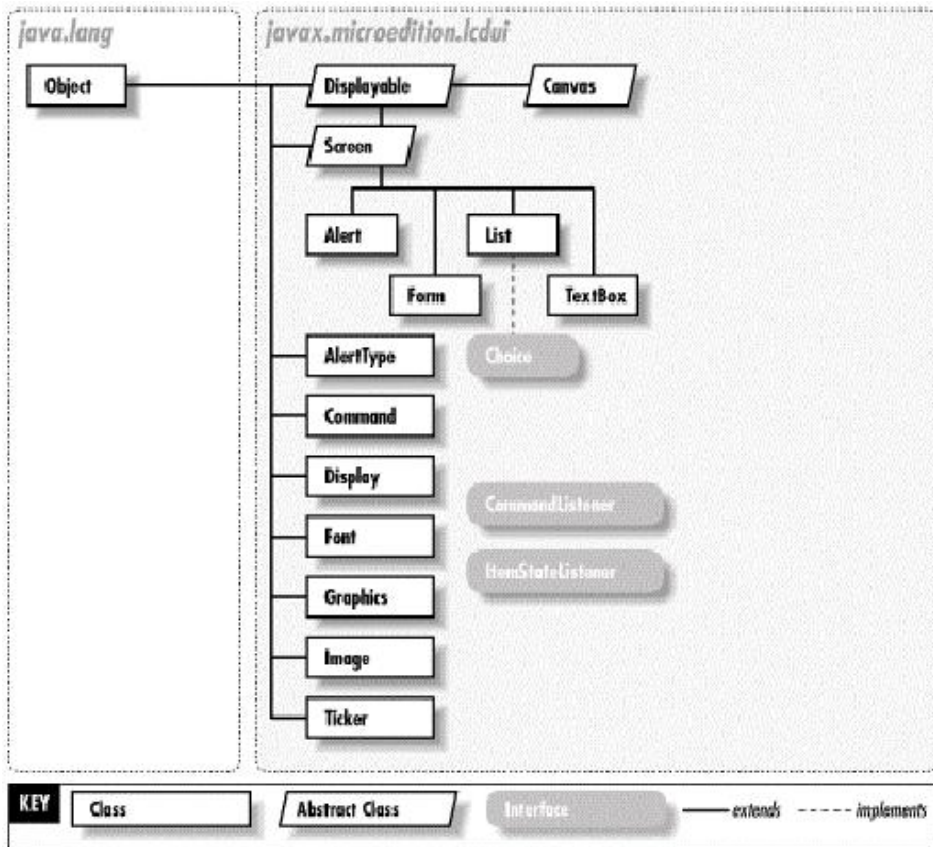 java.lang
javax.microedition.lcdui
Object
Displayable
Canvas
Screen
Alert
List
Form
TextBox
AlertType
Choice
Command
Display
CommandListener
Font
ItemStateListener
Graphics
Image
Ticker
KEY
Class
Abstract Class
Interface
extends
implements